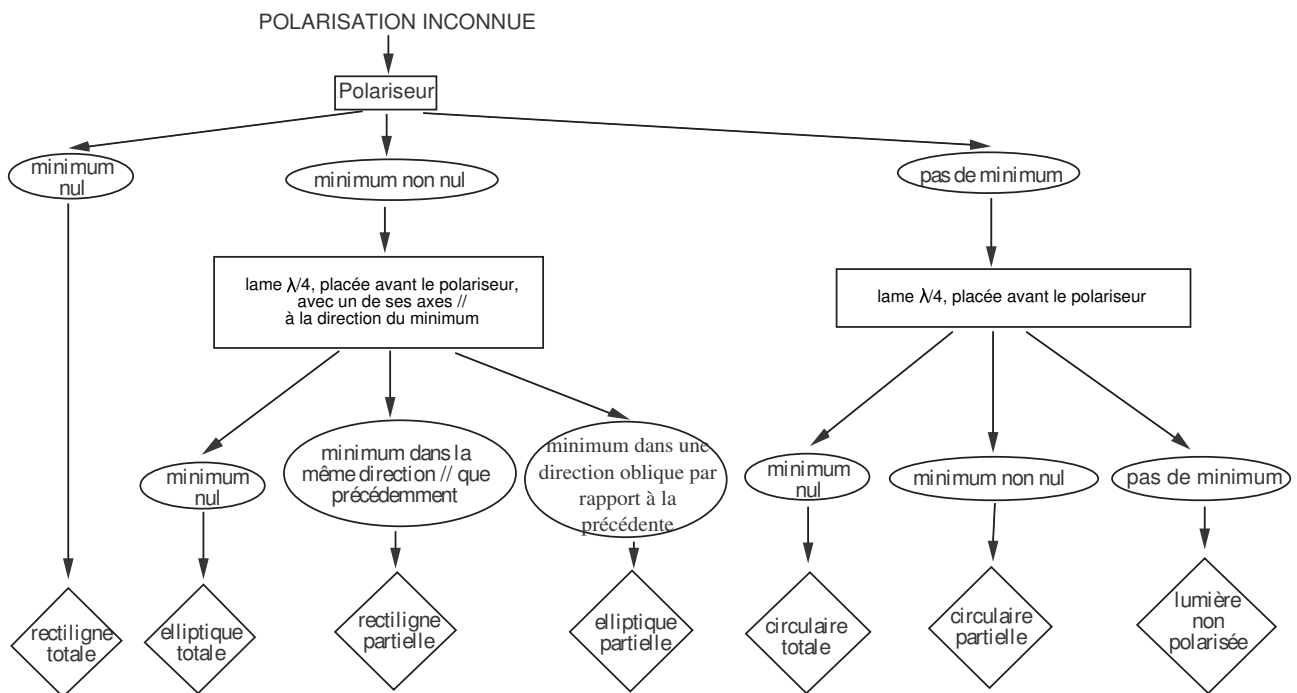 POLARISATION INCONNUE
Polariseur
minimum
nul
minimum non nul
pas de minimum
lame λ/4, placée avant le polariseur,
avec un de ses axes //
à la direction du minimum
lame λ/4, placée avant le polariseur
minimum
nul
minimum dans la
même direction // que
précédemment
minimum dans une
direction oblique par
rapport à la
précédente
minimum
nul
minimum non nul
pas de minimum
rectiligne
totale
elliptique
totale
rectiligne
partielle
elliptique
partielle
circulaire
totale
circulaire
partielle
lumière
non
polarisée